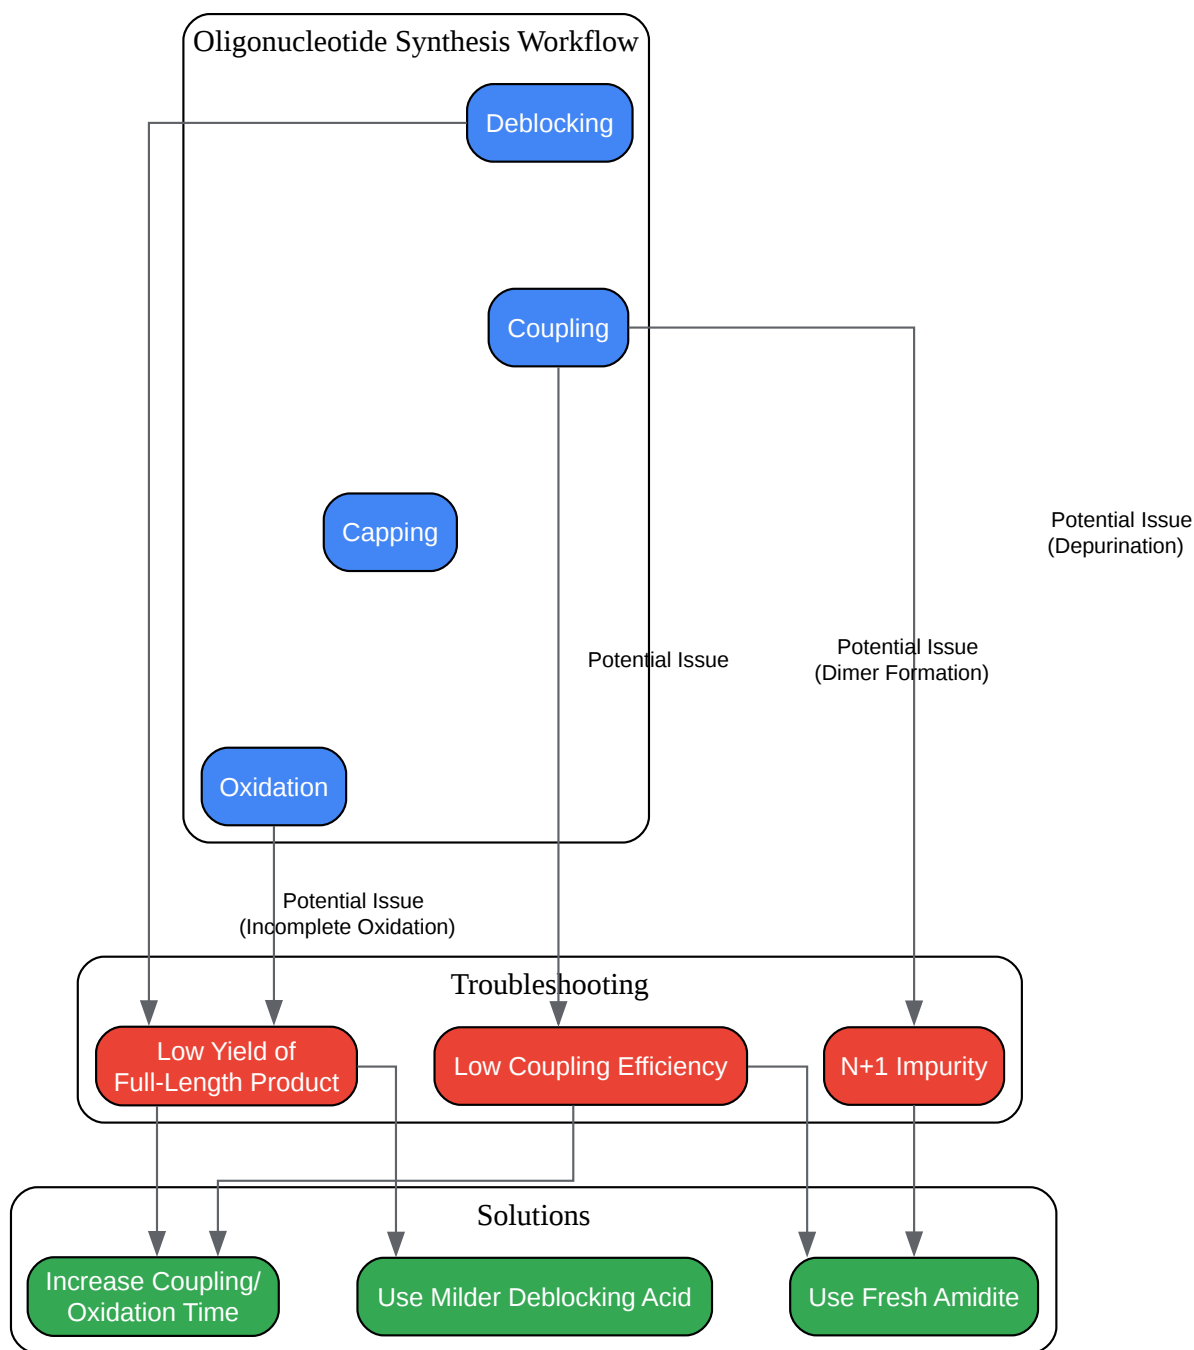 Oligonucleotide Synthesis Workflow
Deblocking
Coupling
Capping
Potential Issue
(Depurination)
Potential Issue
(Dimer Formation)
Potential Issue
Oxidation
Potential Issue
(Incomplete Oxidation)
Troubleshooting
Low Yield of
Full-Length Product
Low Coupling Efficiency
N+1 Impurity
Solutions
Increase Coupling/
Oxidation Time
Use Milder Deblocking Acid
Use Fresh Amidite